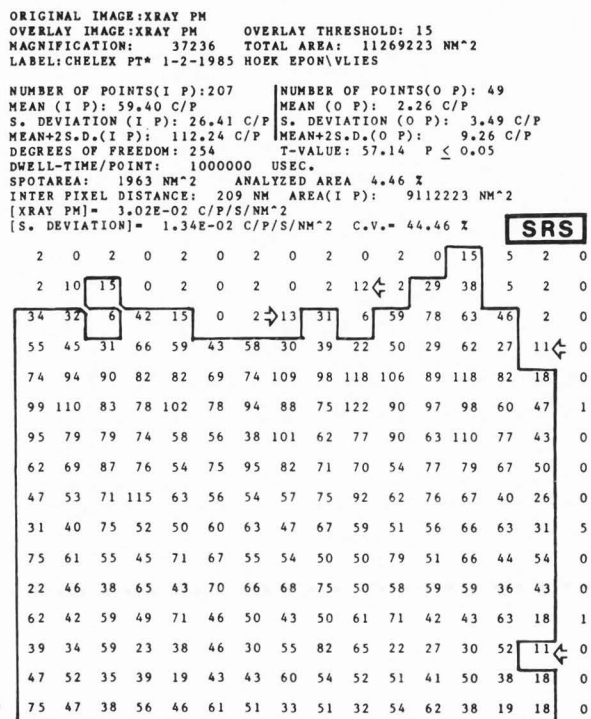 ORIGINAL IMAGE:XRAY PM
OVERLAY IMAGE:XRAY PM OVERLAY THRESHOLD: 15
MAGNIFICATION: 37236 TOTAL AREA: 11269223 NM^2
LABEL:CHELEX PT* 1-2-1985 HOEK EPON\VLIES
NUMBER OF POINTS(I P):207 NUMBER OF POINTS(O P): 49
MEAN (I P): 59.40 C/P MEAN (O P): 2.26 C/P
S. DEVIATION (I P): 26.41 C/P S. DEVIATION (O P): 3.49 C/P
MEAN+2S.D.(I P): 112.24 C/P MEAN+2S.D.(O P): 9.26 C/P
DEGREES OF FREEDOM: 254 T-VALUE: 57.14 P ≤ 0.05
DWELL-TIME/POINT: 1000000 USEC.
SPOTAREA: 1963 NM^2 ANALYZED AREA 4.46 %
INTER PIXEL DISTANCE: 209 NM AREA(I P): 9112223 NM^2
[XRAY PM]= 3.02E-02 C/P/S/NM^2
[S. DEVIATION]= 1.34E-02 C/P/S/NM^2 C.V.= 44.46 %
SRS
2 0 2 0 2 0 2 0 2 0 2 0 15 5 2 0
2 10 15 0 2 0 2 0 2 12 2 29 38 5 2 0
34 32 6 42 15 0 2 13 31 6 59 78 63 46 2 0
55 45 31 66 59 43 58 30 39 22 50 29 62 27 11 0
74 94 90 82 82 69 74 109 98 118 106 89 118 82 18 0
99 110 83 78 102 78 94 88 75 122 90 97 98 60 47 1
95 79 79 74 58 56 38 101 62 77 90 63 110 77 43 0
62 69 87 76 54 75 95 82 71 70 54 77 79 67 50 0
47 53 71 115 63 56 54 57 75 92 62 76 67 40 26 0
31 40 75 52 50 60 63 47 67 59 51 56 66 63 31 5
75 61 55 45 71 67 55 54 50 50 79 51 66 44 54 0
22 46 38 65 43 70 66 68 75 50 58 59 59 36 43 0
62 42 59 49 71 46 50 43 50 61 71 42 43 63 18 1
39 34 59 23 38 46 30 55 82 65 22 27 30 52 11 0
47 52 35 39 19 43 43 60 54 52 51 41 50 38 18 0
75 47 38 56 46 61 51 33 51 32 54 62 38 19 18 0